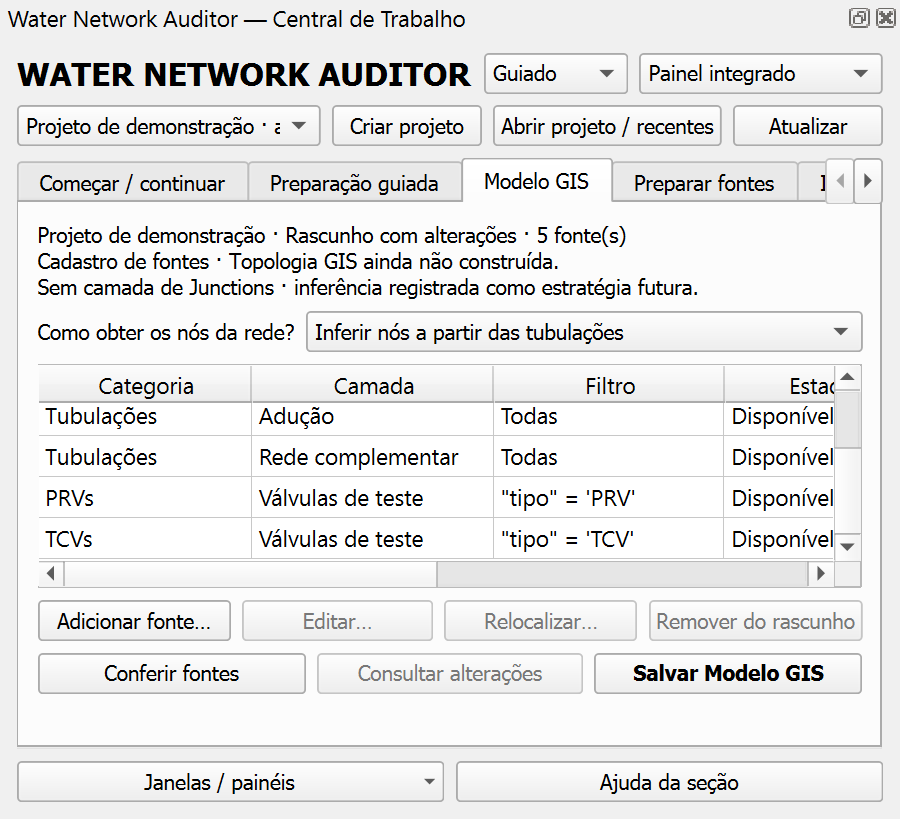 Water Network Auditor — Central de Trabalho
WATER NETWORK AUDITOR Guiado Painel integrado
Projeto de demonstração · Criar projeto Abrir projeto / recentes Atualizar
Começar / continuar Preparação guiada Modelo GIS Preparar fontes
Projeto de demonstração · Rascunho com alterações · 5 fonte(s)
Cadastro de fontes · Topologia GIS ainda não construída.
Sem camada de Junctions · inferência registrada como estratégia futura.
Como obter os nós da rede? Inferir nós a partir das tubulações
Categoria Camada Filtro Estad
Tubulações Adução Todas Disponível
Tubulações Rede complementar Todas Disponível
PRVs Válvulas de teste "tipo" = 'PRV' Disponível
TCVs Válvulas de teste "tipo" = 'TCV' Disponível
Adicionar fonte... Editar... Relocalizar... Remover do rascunho
Conferir fontes Consultar alterações Salvar Modelo GIS
Janelas / painéis Ajuda da seção